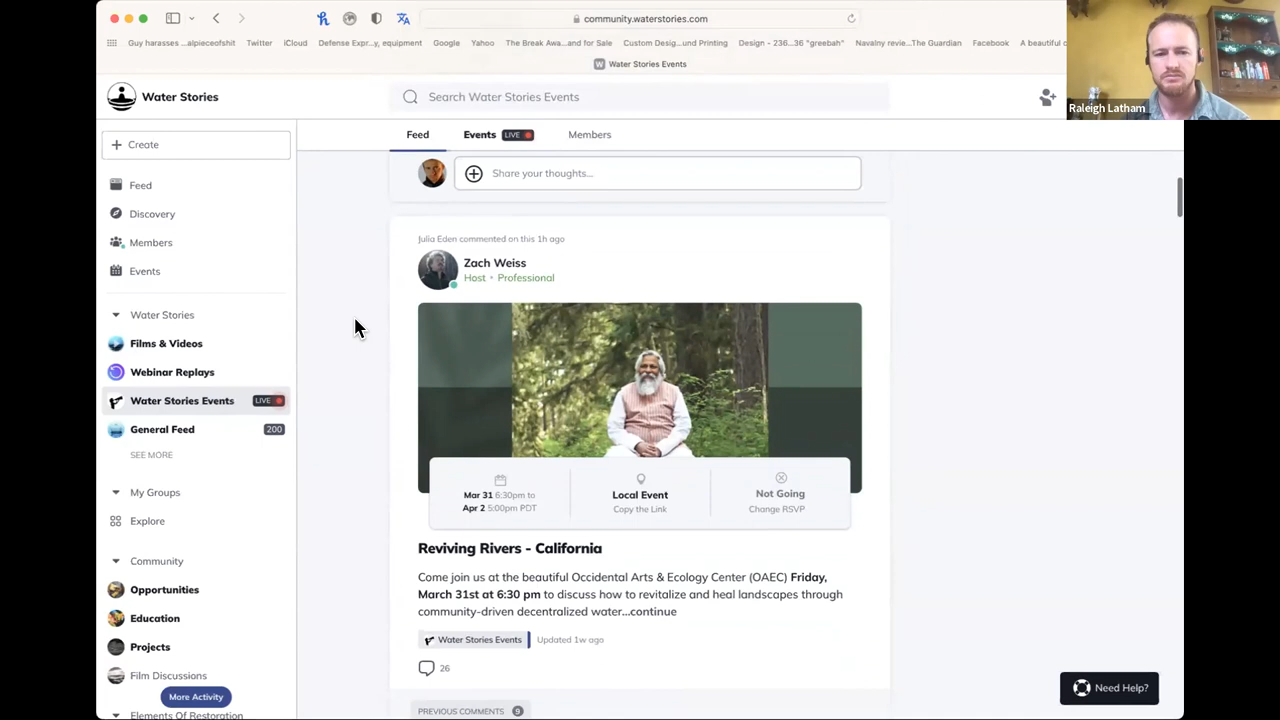 community.waterstories.com
Guy harasses ...alpieceofshit
Twitter
iCloud
Defense Expr...y, equipment
Google
Yahoo
The Break Awa...and for Sale
Custom Desig...und Printing
Design - 236...36 "greebah"
Navalny revie...The Guardian
Facebook
A beautiful c
W Water Stories Events
Raleigh Latham
Water Stories
Search Water Stories Events
Create
Feed
Events LIVE
Members
Feed
Discovery
Members
Events
Water Stories
Films & Videos
Webinar Replays
Water Stories Events LIVE
General Feed 200
SEE MORE
My Groups
Explore
Community
Opportunities
Education
Projects
Film Discussions
More Activity
Elements Of Restoration
Share your thoughts...
Julia Eden commented on this 1h ago
Zach Weiss
Host • Professional
Mar 31 6:30pm to
Apr 2 5:00pm PDT
Local Event
Copy the Link
Not Going
Change RSVP
Reviving Rivers - California
Come join us at the beautiful Occidental Arts & Ecology Center (OAEC) Friday,
March 31st at 6:30 pm to discuss how to revitalize and heal landscapes through
community-driven decentralized water...continue
Water Stories Events
Updated 1w ago
26
PREVIOUS COMMENTS 9
Need Help?